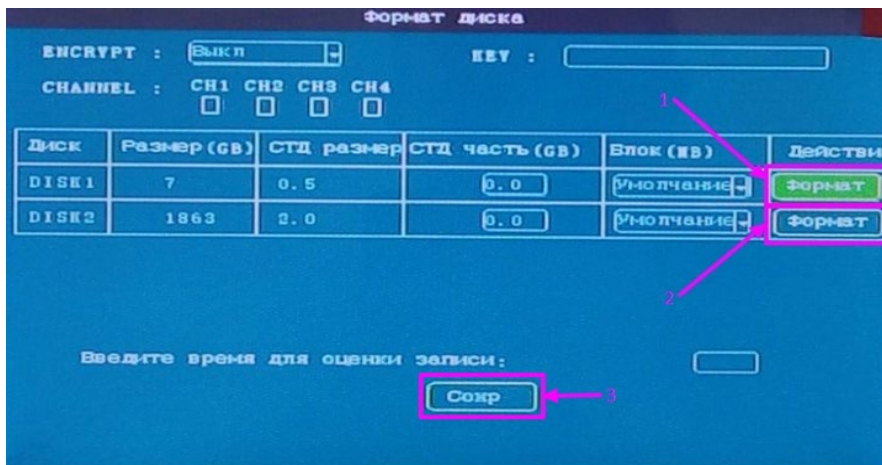 Формат диска
ENCRYPT : Выкл KEY :
CHANNEL : CH1 CH2 CH3 CH4
1
Диск Размер(GB) СТД размер СТД часть(GB) Блок(MB) Действи
DISK1 7 0.5 0.0 Умолчание Формат
DISK2 1863 2.0 0.0 Умолчание Формат
2
Введите время для оценки записи:
Сохр 3